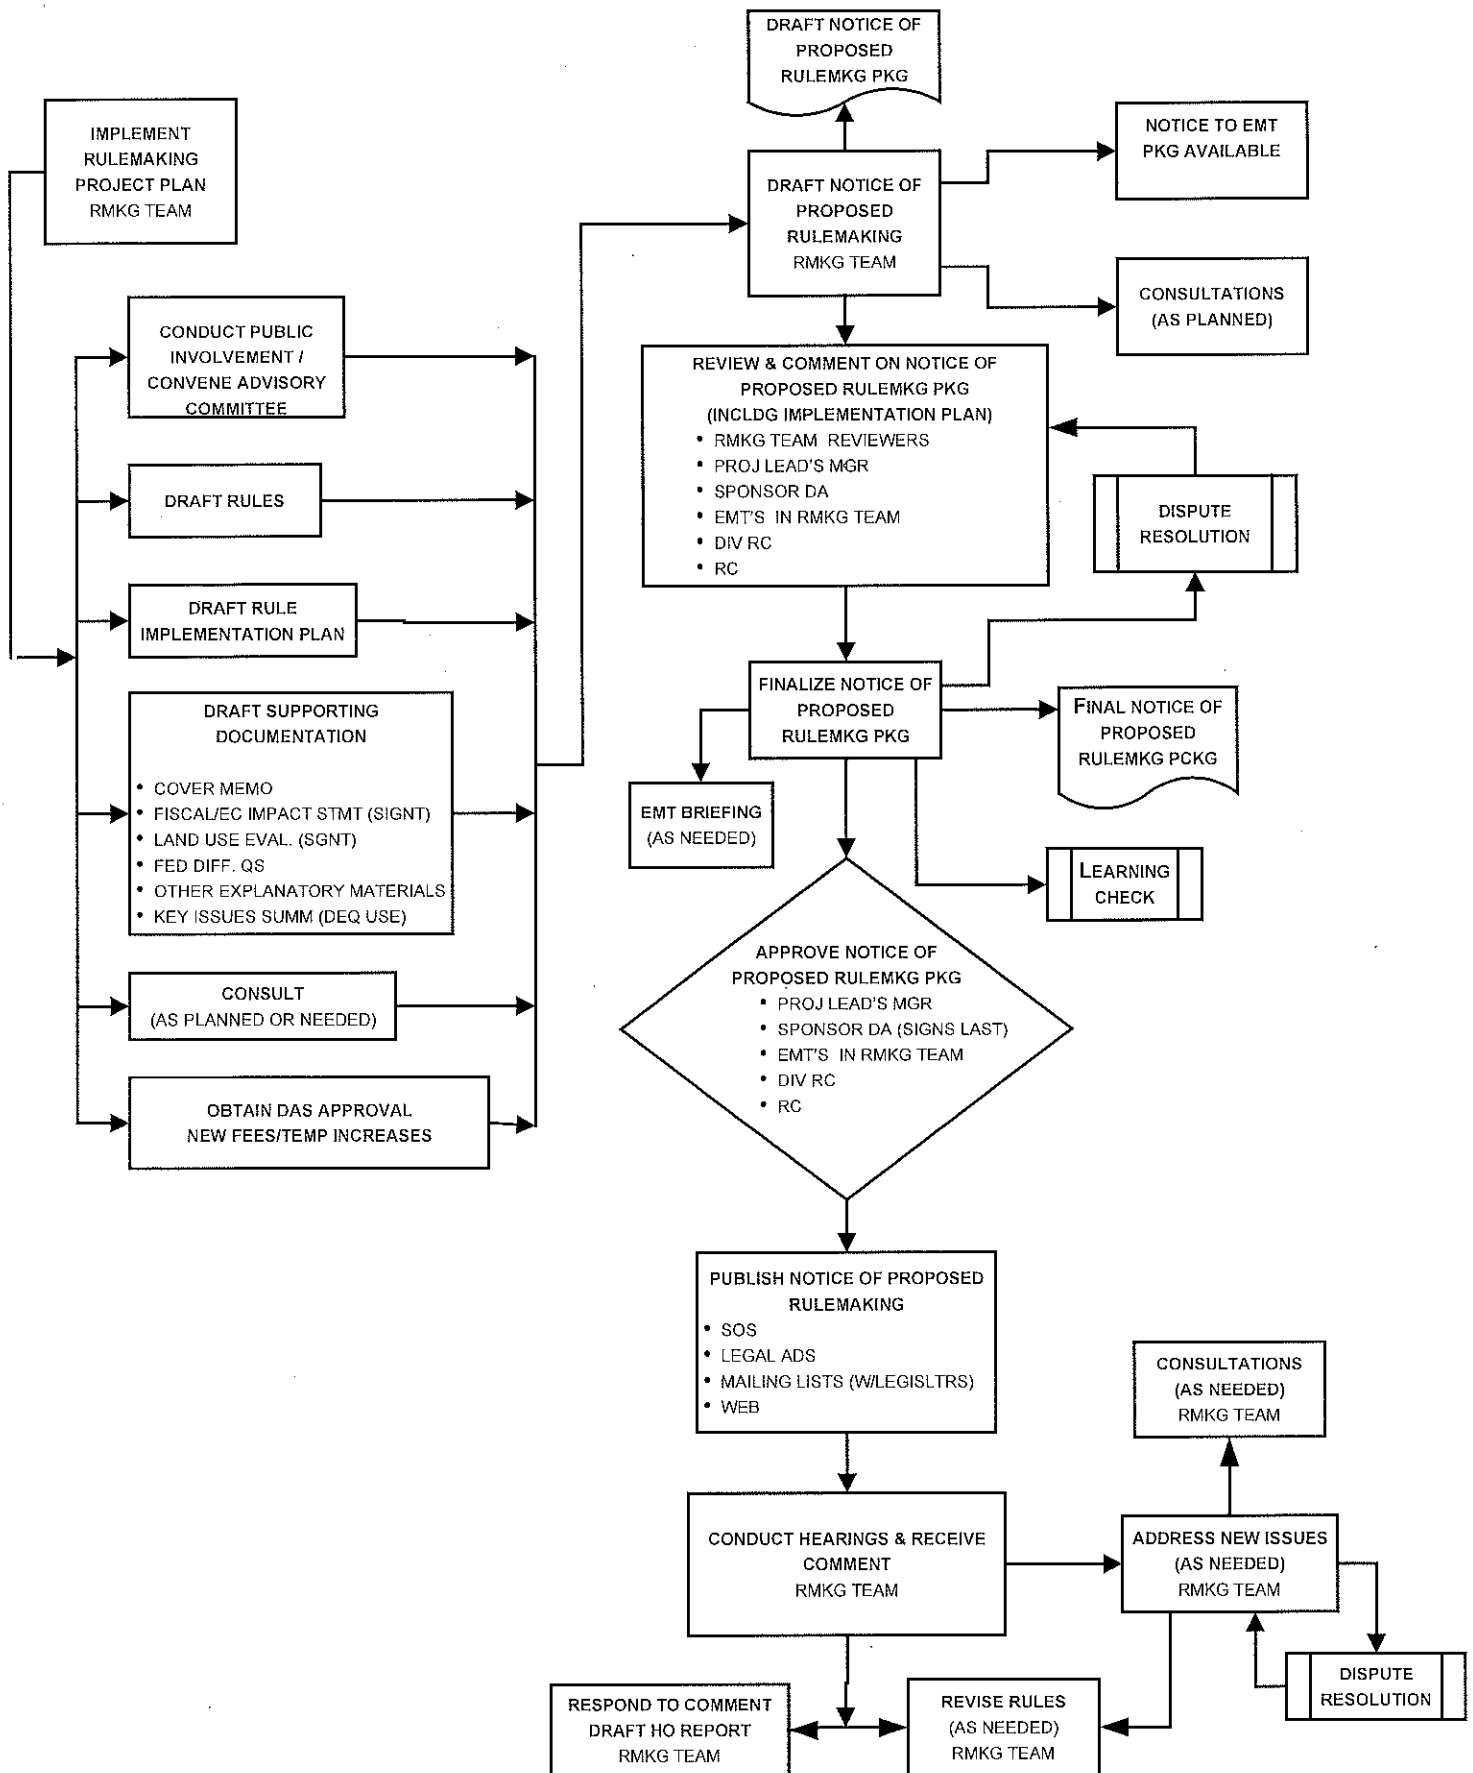 DRAFT NOTICE OF
PROPOSED
RULEMKG PKG
IMPLEMENT
RULEMAKING
PROJECT PLAN
RMKG TEAM
NOTICE TO EMT
PKG AVAILABLE
DRAFT NOTICE OF
PROPOSED
RULEMAKING
RMKG TEAM
CONSULTATIONS
(AS PLANNED)
CONDUCT PUBLIC
INVOLVEMENT /
CONVENE ADVISORY
COMMITTEE
DRAFT RULES
DRAFT RULE
IMPLEMENTATION PLAN
DRAFT SUPPORTING
DOCUMENTATION
• COVER MEMO
• FISCAL/EC IMPACT STMT (SIGNT)
• LAND USE EVAL. (SGNT)
• FED DIFF. QS
• OTHER EXPLANATORY MATERIALS
• KEY ISSUES SUMM (DEQ USE)
CONSULT
(AS PLANNED OR NEEDED)
OBTAIN DAS APPROVAL
NEW FEES/TEMP INCREASES
REVIEW & COMMENT ON NOTICE OF
PROPOSED RULEMKG PKG
(INCLDG IMPLEMENTATION PLAN)
• RMKG TEAM REVIEWERS
• PROJ LEAD'S MGR
• SPONSOR DA
• EMT'S IN RMKG TEAM
• DIV RC
• RC
DISPUTE
RESOLUTION
FINALIZE NOTICE OF
PROPOSED
RULEMKG PKG
FINAL NOTICE OF
PROPOSED
RULEMKG PCKG
EMT BRIEFING
(AS NEEDED)
LEARNING
CHECK
APPROVE NOTICE OF
PROPOSED RULEMKG PKG
• PROJ LEAD'S MGR
• SPONSOR DA (SIGNS LAST)
• EMT'S IN RMKG TEAM
• DIV RC
• RC
PUBLISH NOTICE OF PROPOSED
RULEMAKING
• SOS
• LEGAL ADS
• MAILING LISTS (W/LEGISLTRS)
• WEB
CONSULTATIONS
(AS NEEDED)
RMKG TEAM
CONDUCT HEARINGS & RECEIVE
COMMENT
RMKG TEAM
ADDRESS NEW ISSUES
(AS NEEDED)
RMKG TEAM
DISPUTE
RESOLUTION
RESPOND TO COMMENT
DRAFT HO REPORT
RMKG TEAM
REVISE RULES
(AS NEEDED)
RMKG TEAM